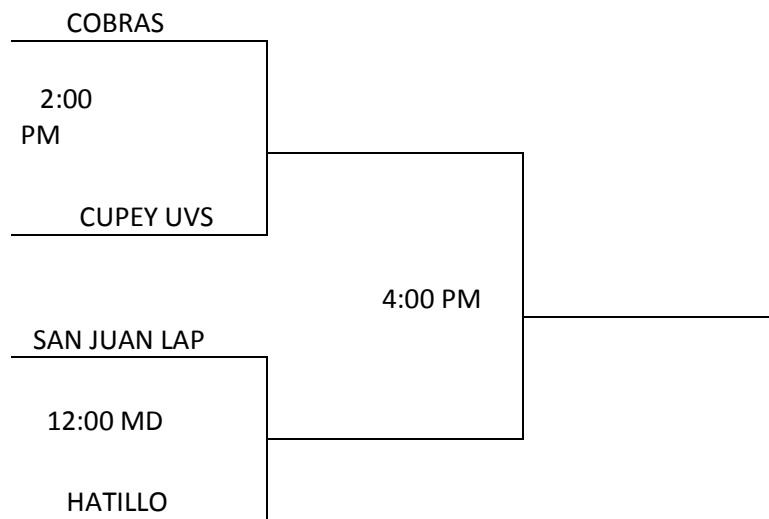 COBRAS
2:00
PM
CUPEY UVS
4:00 PM
SAN JUAN LAP
12:00 MD
HATILLO